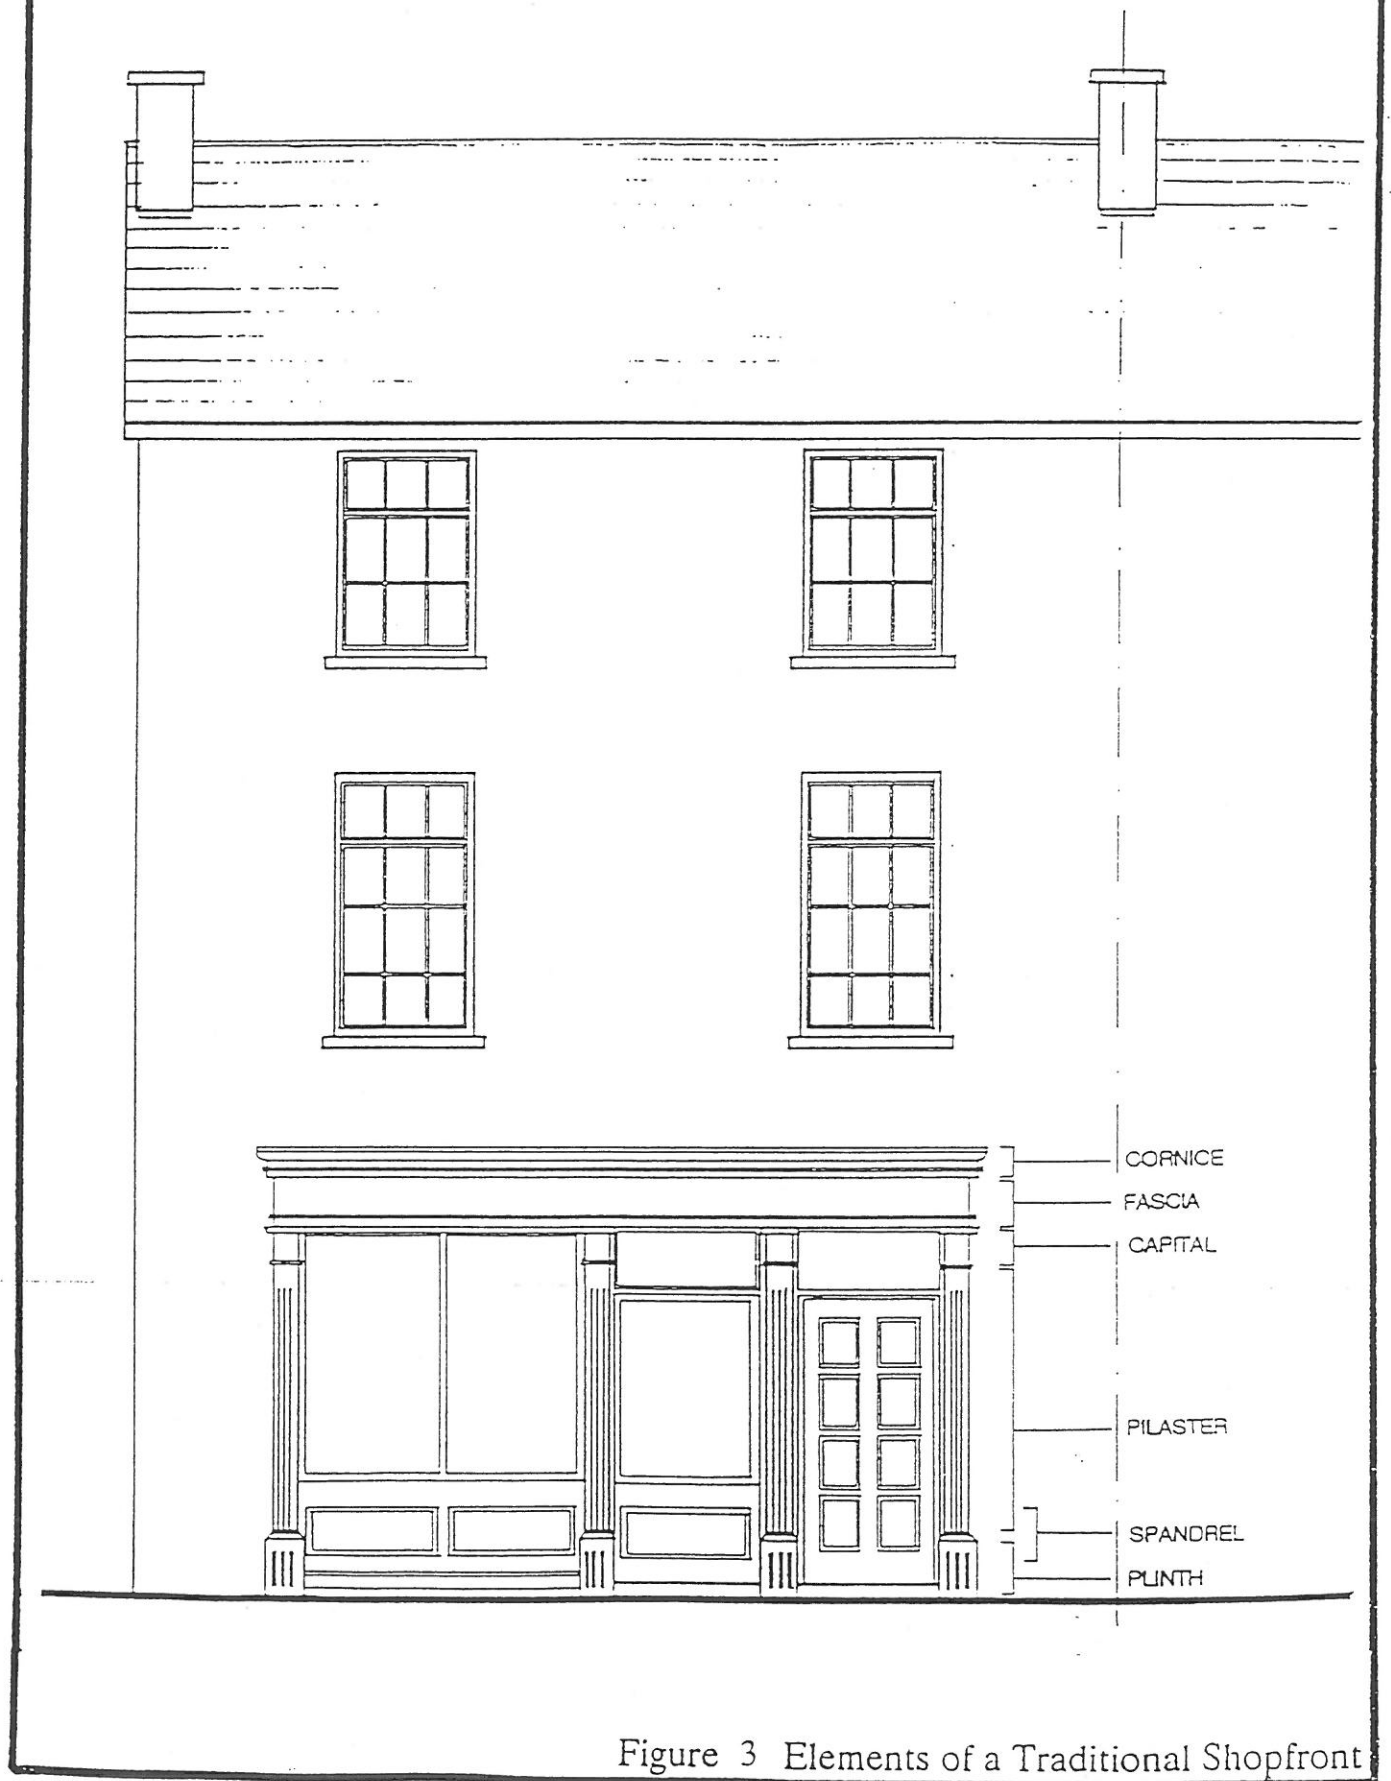 CORNICE
FASCIA
CAPITAL
PILASTER
SPANDREL
PLINTH
Figure 3 Elements of a Traditional Shopfront